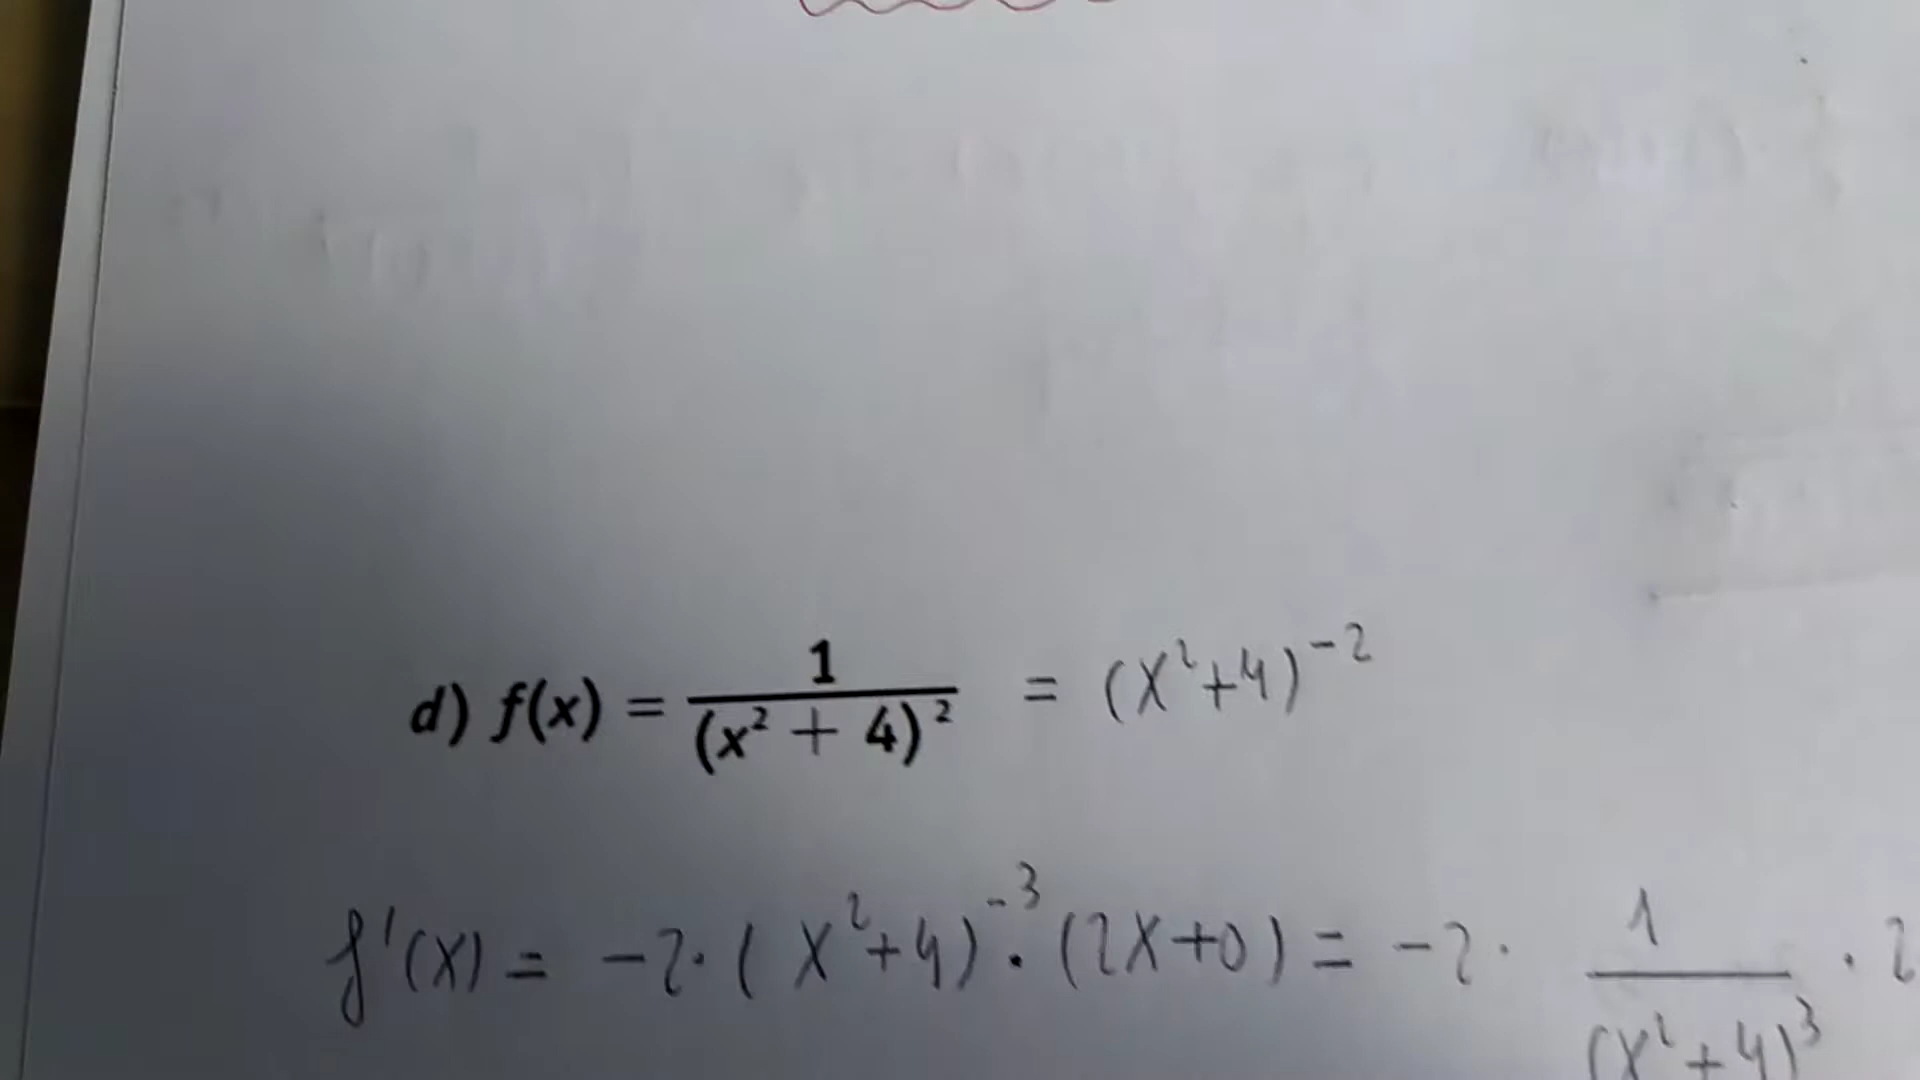 d) f(x) = 1/(x² + 4)² = (x²+4)⁻²
f'(x) = -2·(x²+4)⁻³·(2x+0) = -2· 1/(x²+4)³ · 2